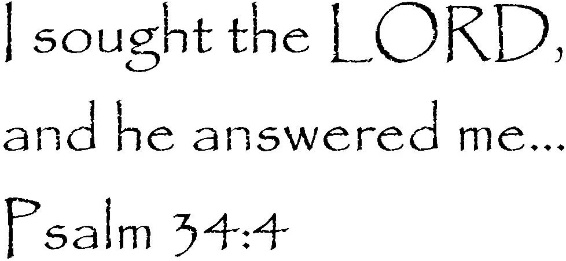 I sought the LORD,
and he answered me...
Psalm 34:4